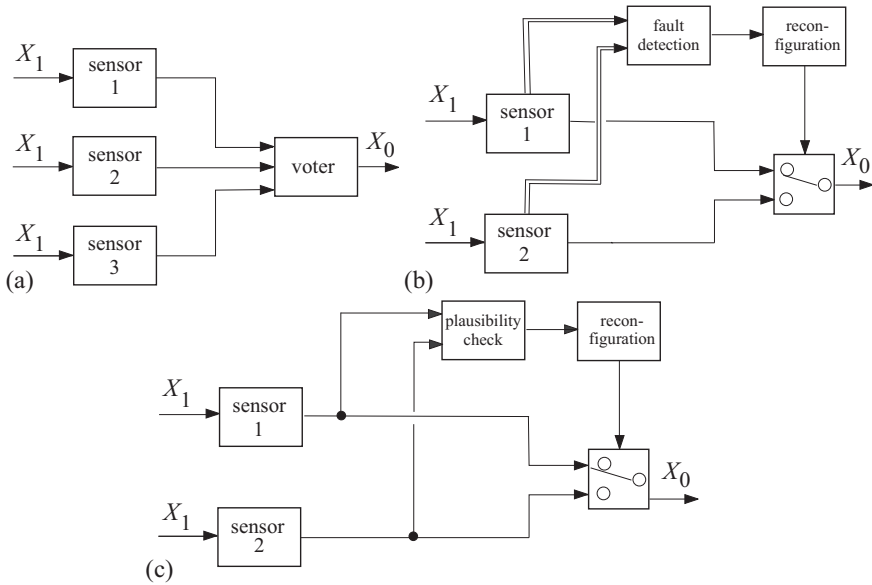 X1
sensor
1
X1
sensor
2
X1
sensor
3
voter
X0
(a)
fault
detection
recon-
figuration
X1
sensor
1
X1
sensor
2
X0
(b)
plausibility
check
recon-
figuration
X1
sensor
1
X1
sensor
2
X0
(c)